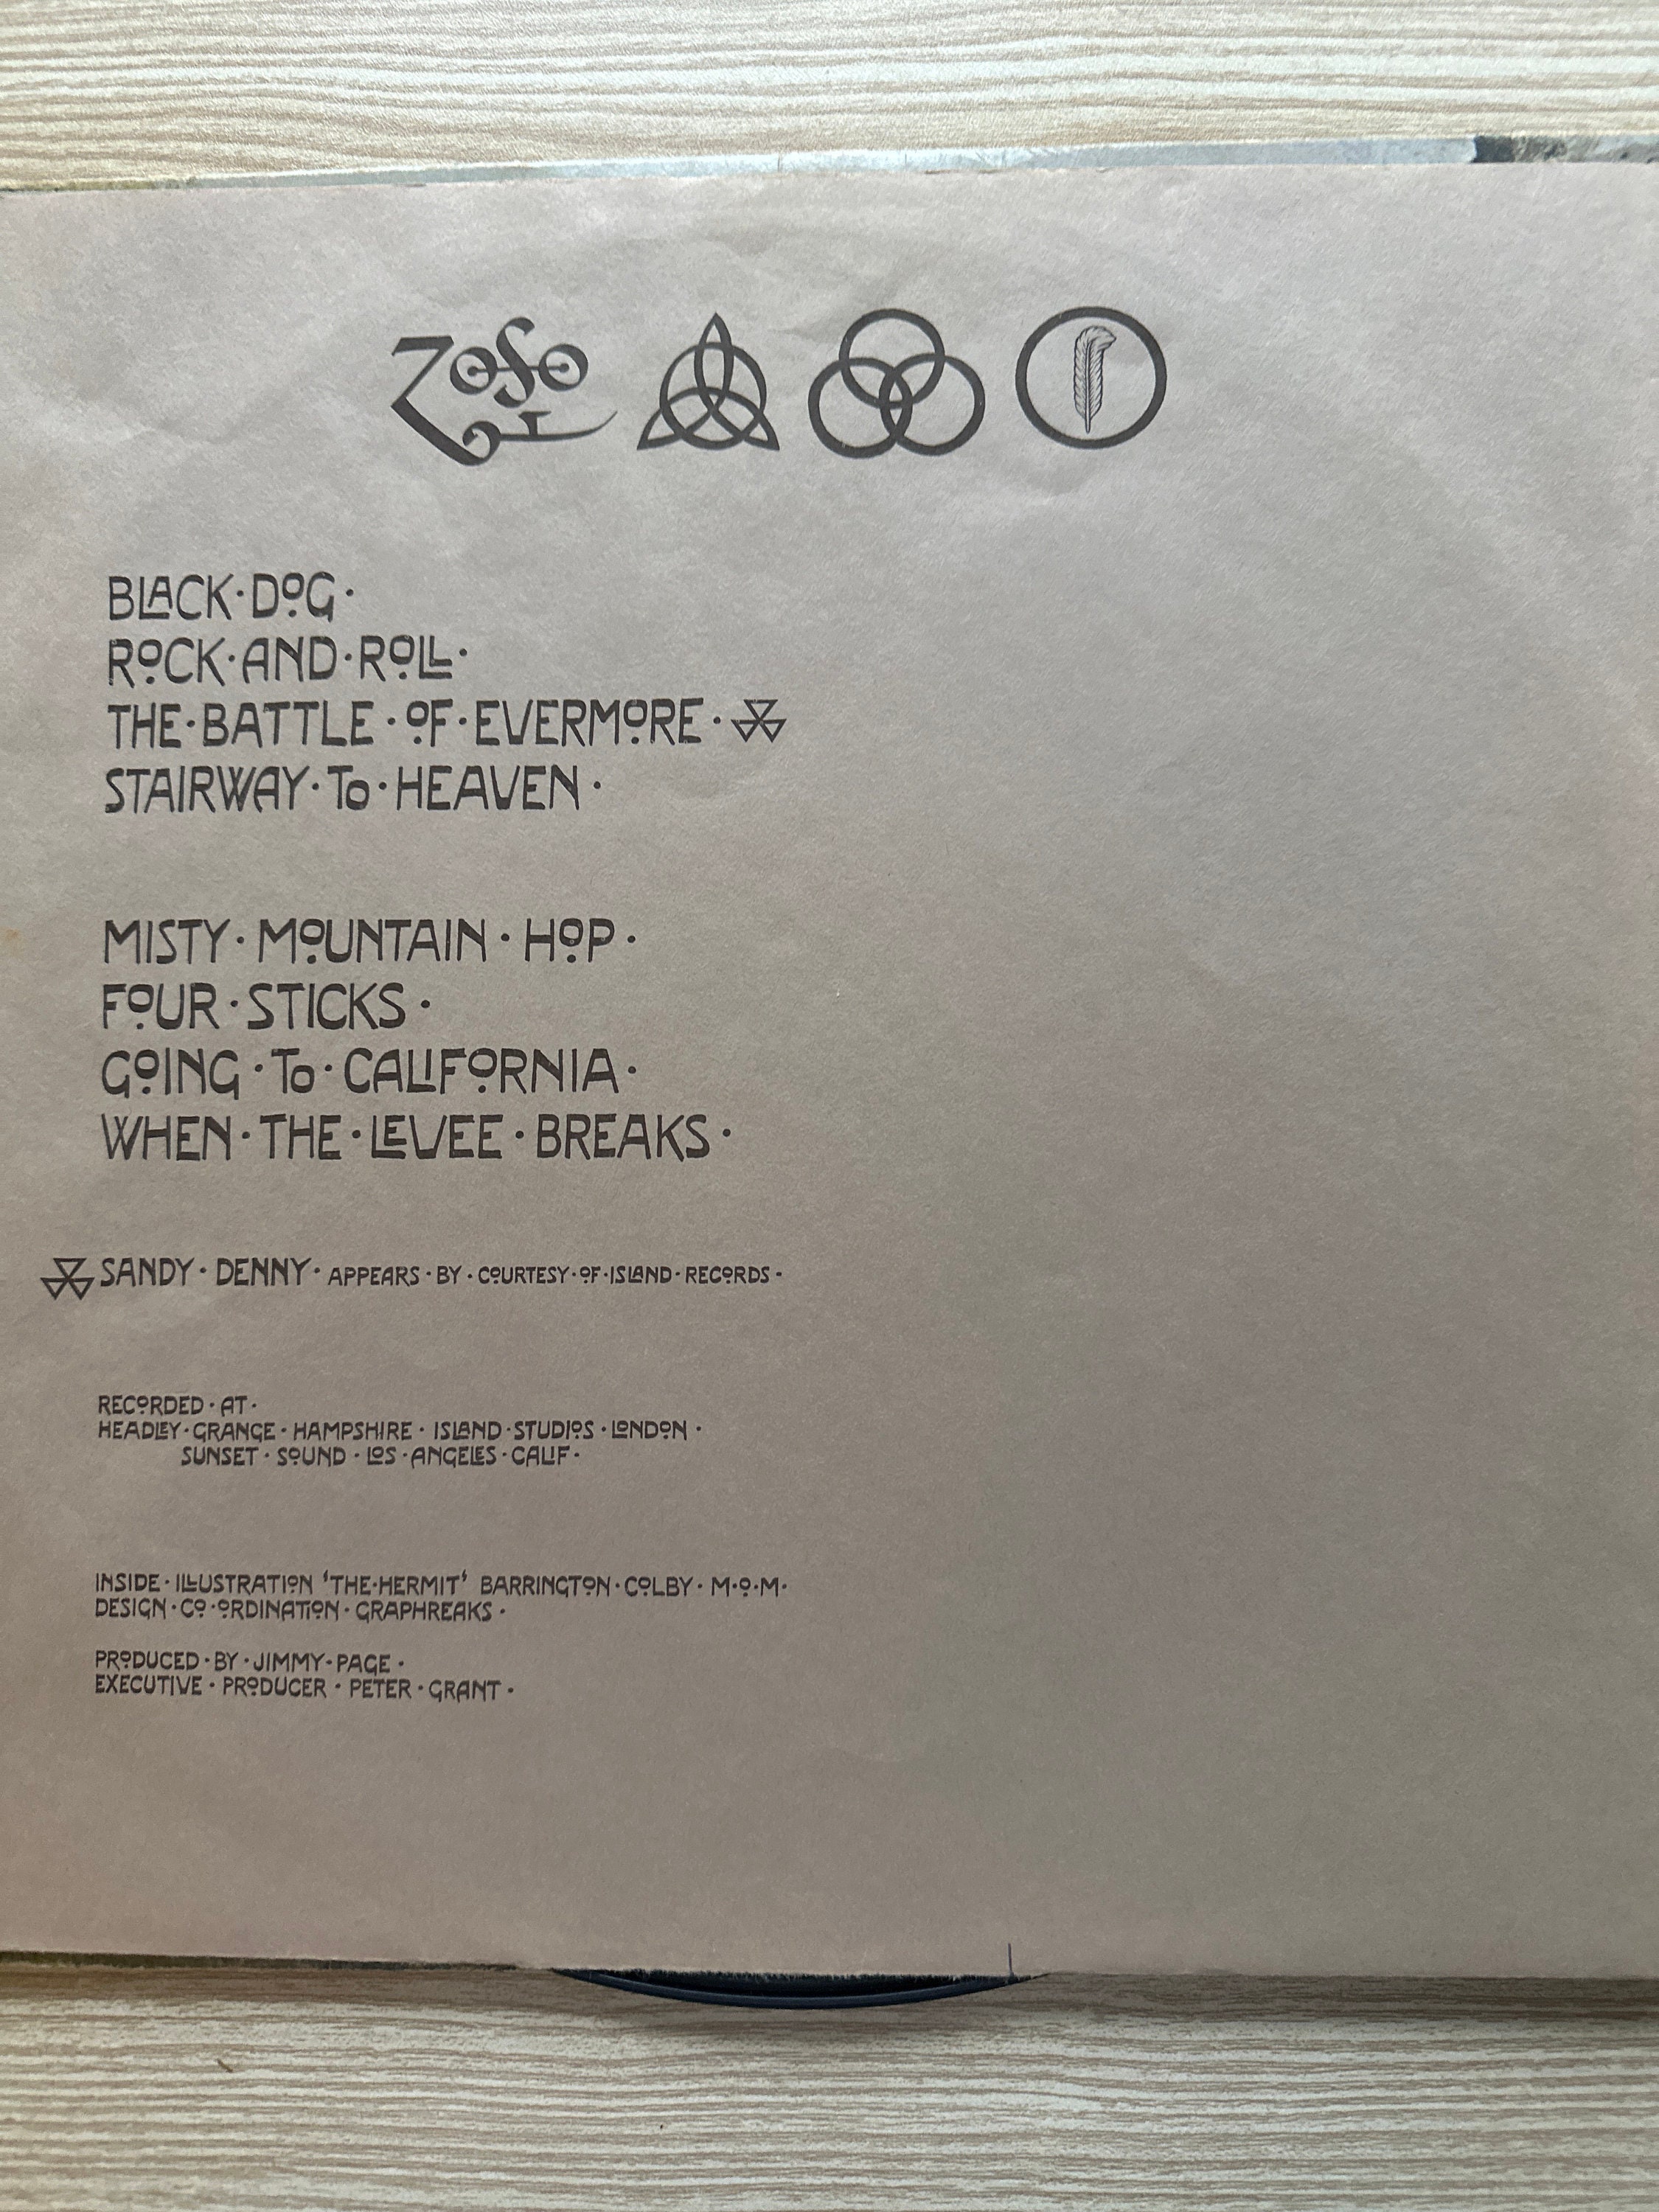 ZOSO
BLACK·DOG·
ROCK·AND·ROLL·
THE·BATTLE·OF·EVERMORE·
STAIRWAY·TO·HEAVEN·
MISTY·MOUNTAIN·HOP·
FOUR·STICKS·
GOING·TO·CALIFORNIA·
WHEN·THE·LEVEE·BREAKS·
SANDY·DENNY·APPEARS·BY·COURTESY·OF·ISLAND·RECORDS·
RECORDED·AT·
HEADLEY·GRANGE·HAMPSHIRE·ISLAND·STUDIOS·LONDON·
SUNSET·SOUND·LOS·ANGELES·CALIF·
INSIDE·ILLUSTRATION 'THE·HERMIT' BARRINGTON·COLBY·M·O·M·
DESIGN·CO·ORDINATION·GRAPHREAKS·
PRODUCED·BY·JIMMY·PAGE·
EXECUTIVE·PRODUCER·PETER·GRANT·